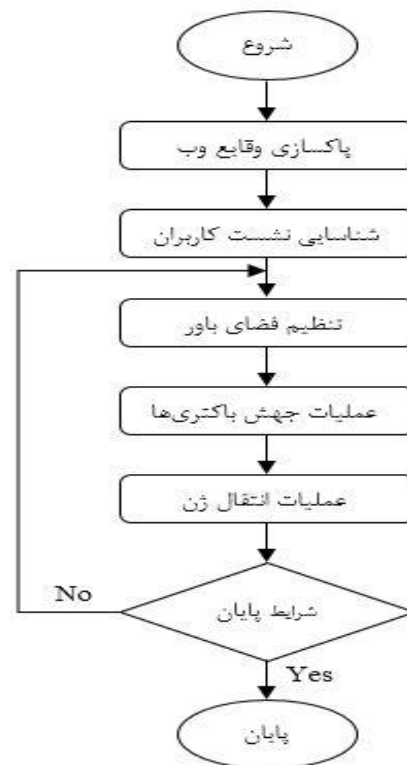 شروع
پاکسازی وقایع وب
شناسایی نشست کاربران
تنظیم فضای باور
عملیات جهش باکتری‌ها
عملیات انتقال ژن
No
شرایط پایان
Yes
پایان